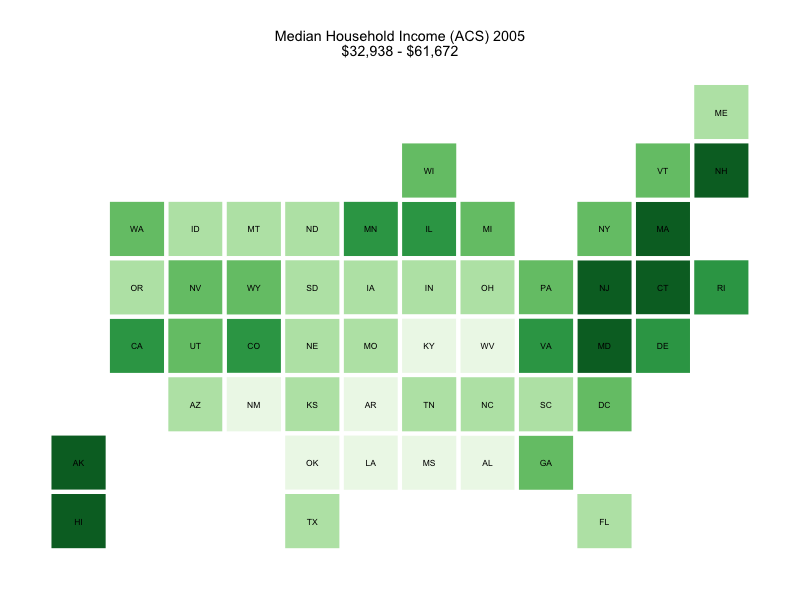 Median Household Income (ACS) 2005
$32,938 - $61,672
ME
WI VT NH
WA ID MT ND MN IL MI NY MA
OR NV WY SD IA IN OH PA NJ CT RI
CA UT CO NE MO KY WV VA MD DE
AZ NM KS AR TN NC SC DC
AK OK LA MS AL GA
HI TX FL